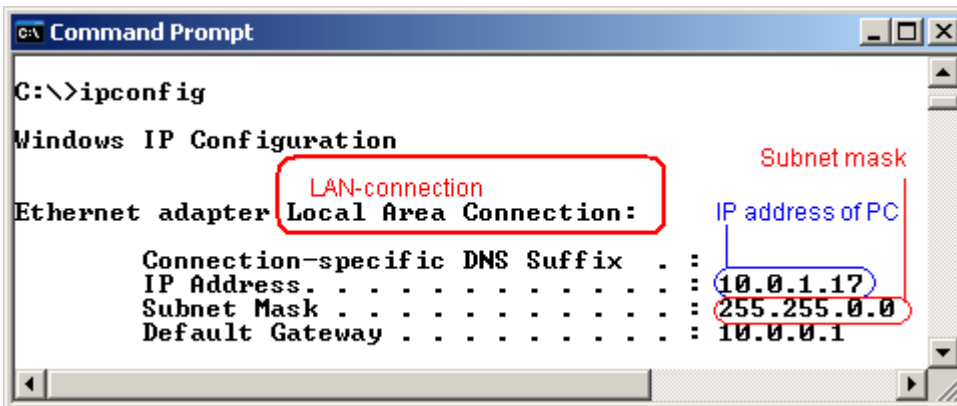 Command Prompt
C:\>ipconfig
Windows IP Configuration
Subnet mask
LAN-connection
Ethernet adapter Local Area Connection:
IP address of PC
Connection-specific DNS Suffix . :
IP Address. . . . . . . . . . . . : 10.0.1.17
Subnet Mask . . . . . . . . . . . : 255.255.0.0
Default Gateway . . . . . . . . . : 10.0.0.1